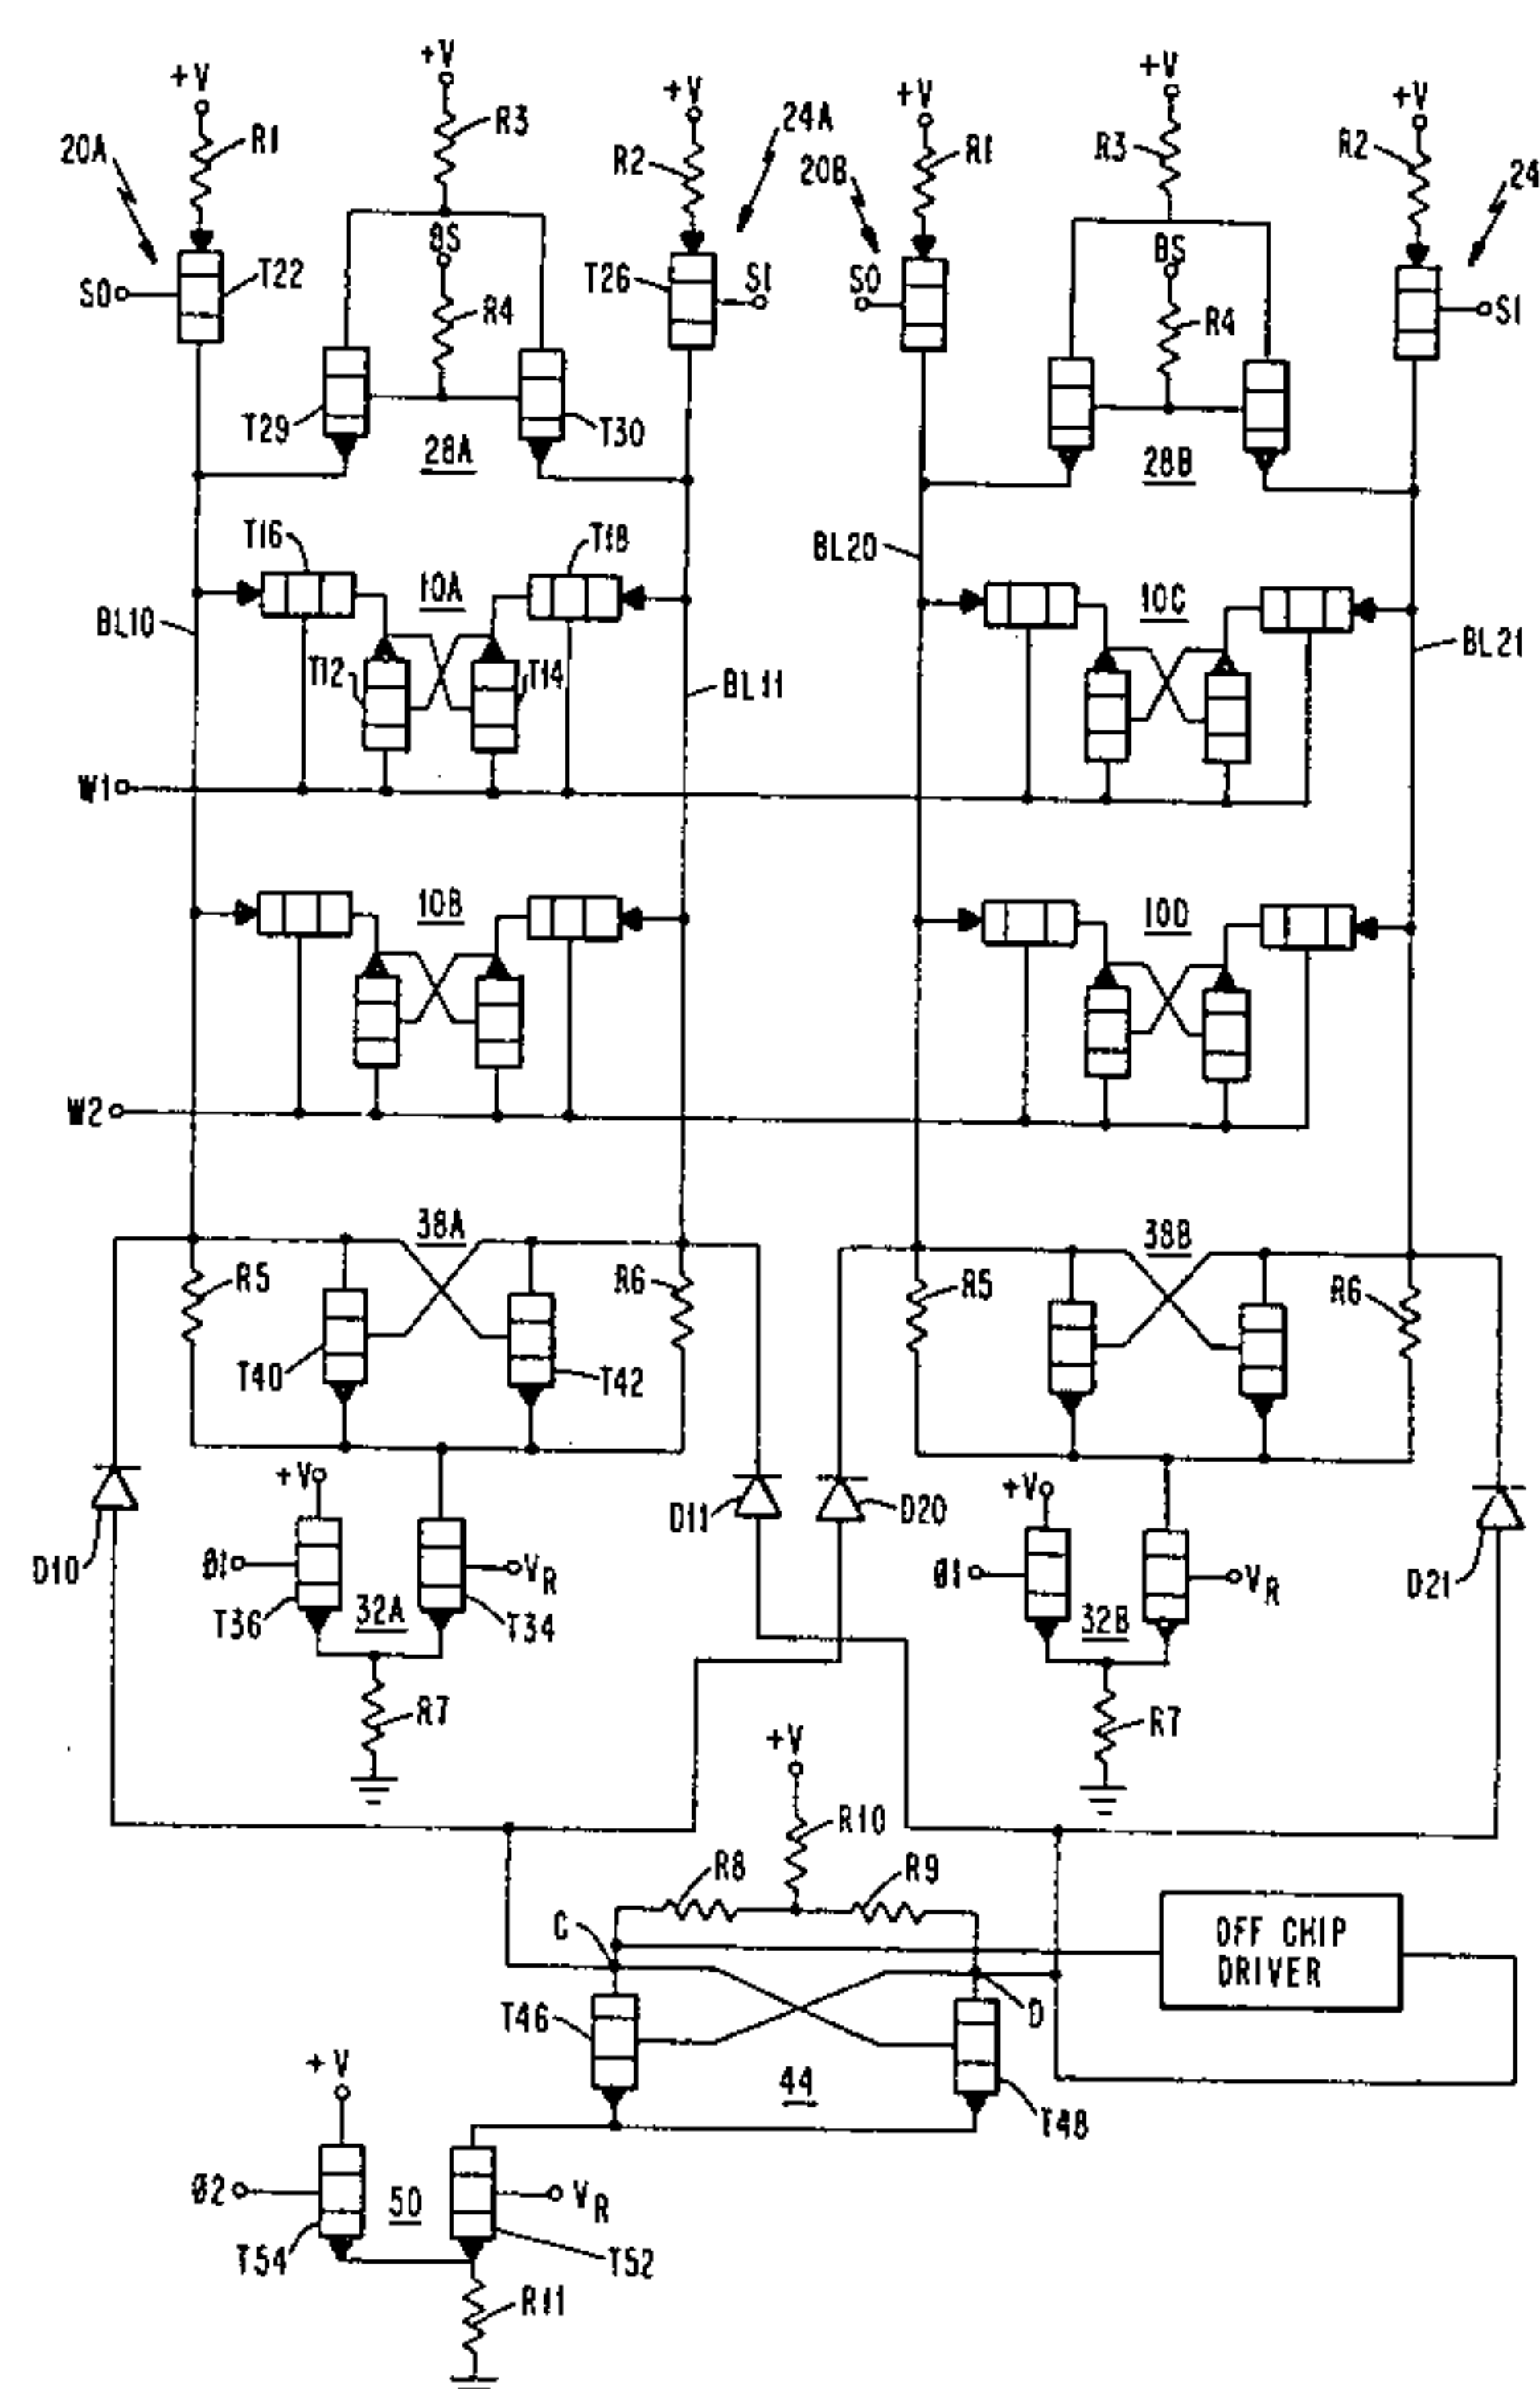 +V +V +V +V +V +V
20A R1 R3 R2 24A 20B R1 R3 R2 24
BS BS
S0 T22 R4 T26 S1 S0 R4 S1
T29 28A T30 28B
T16 10A T18 BL20 10C
BL10 T12 T14 BL11 BL21
W1
10B 10D
W2
38A 38B
R5 R6 R5 R6
T40 T42
+V +V
D10 D11 D20 D21
Ø1 VR Ø1 VR
T36 32A T34 32B
R7 R7
+V
R10
R8 R9
C OFF CHIP
DRIVER
T46 D
+V 44 T48
Ø2 50 VR
T54 T52
R11